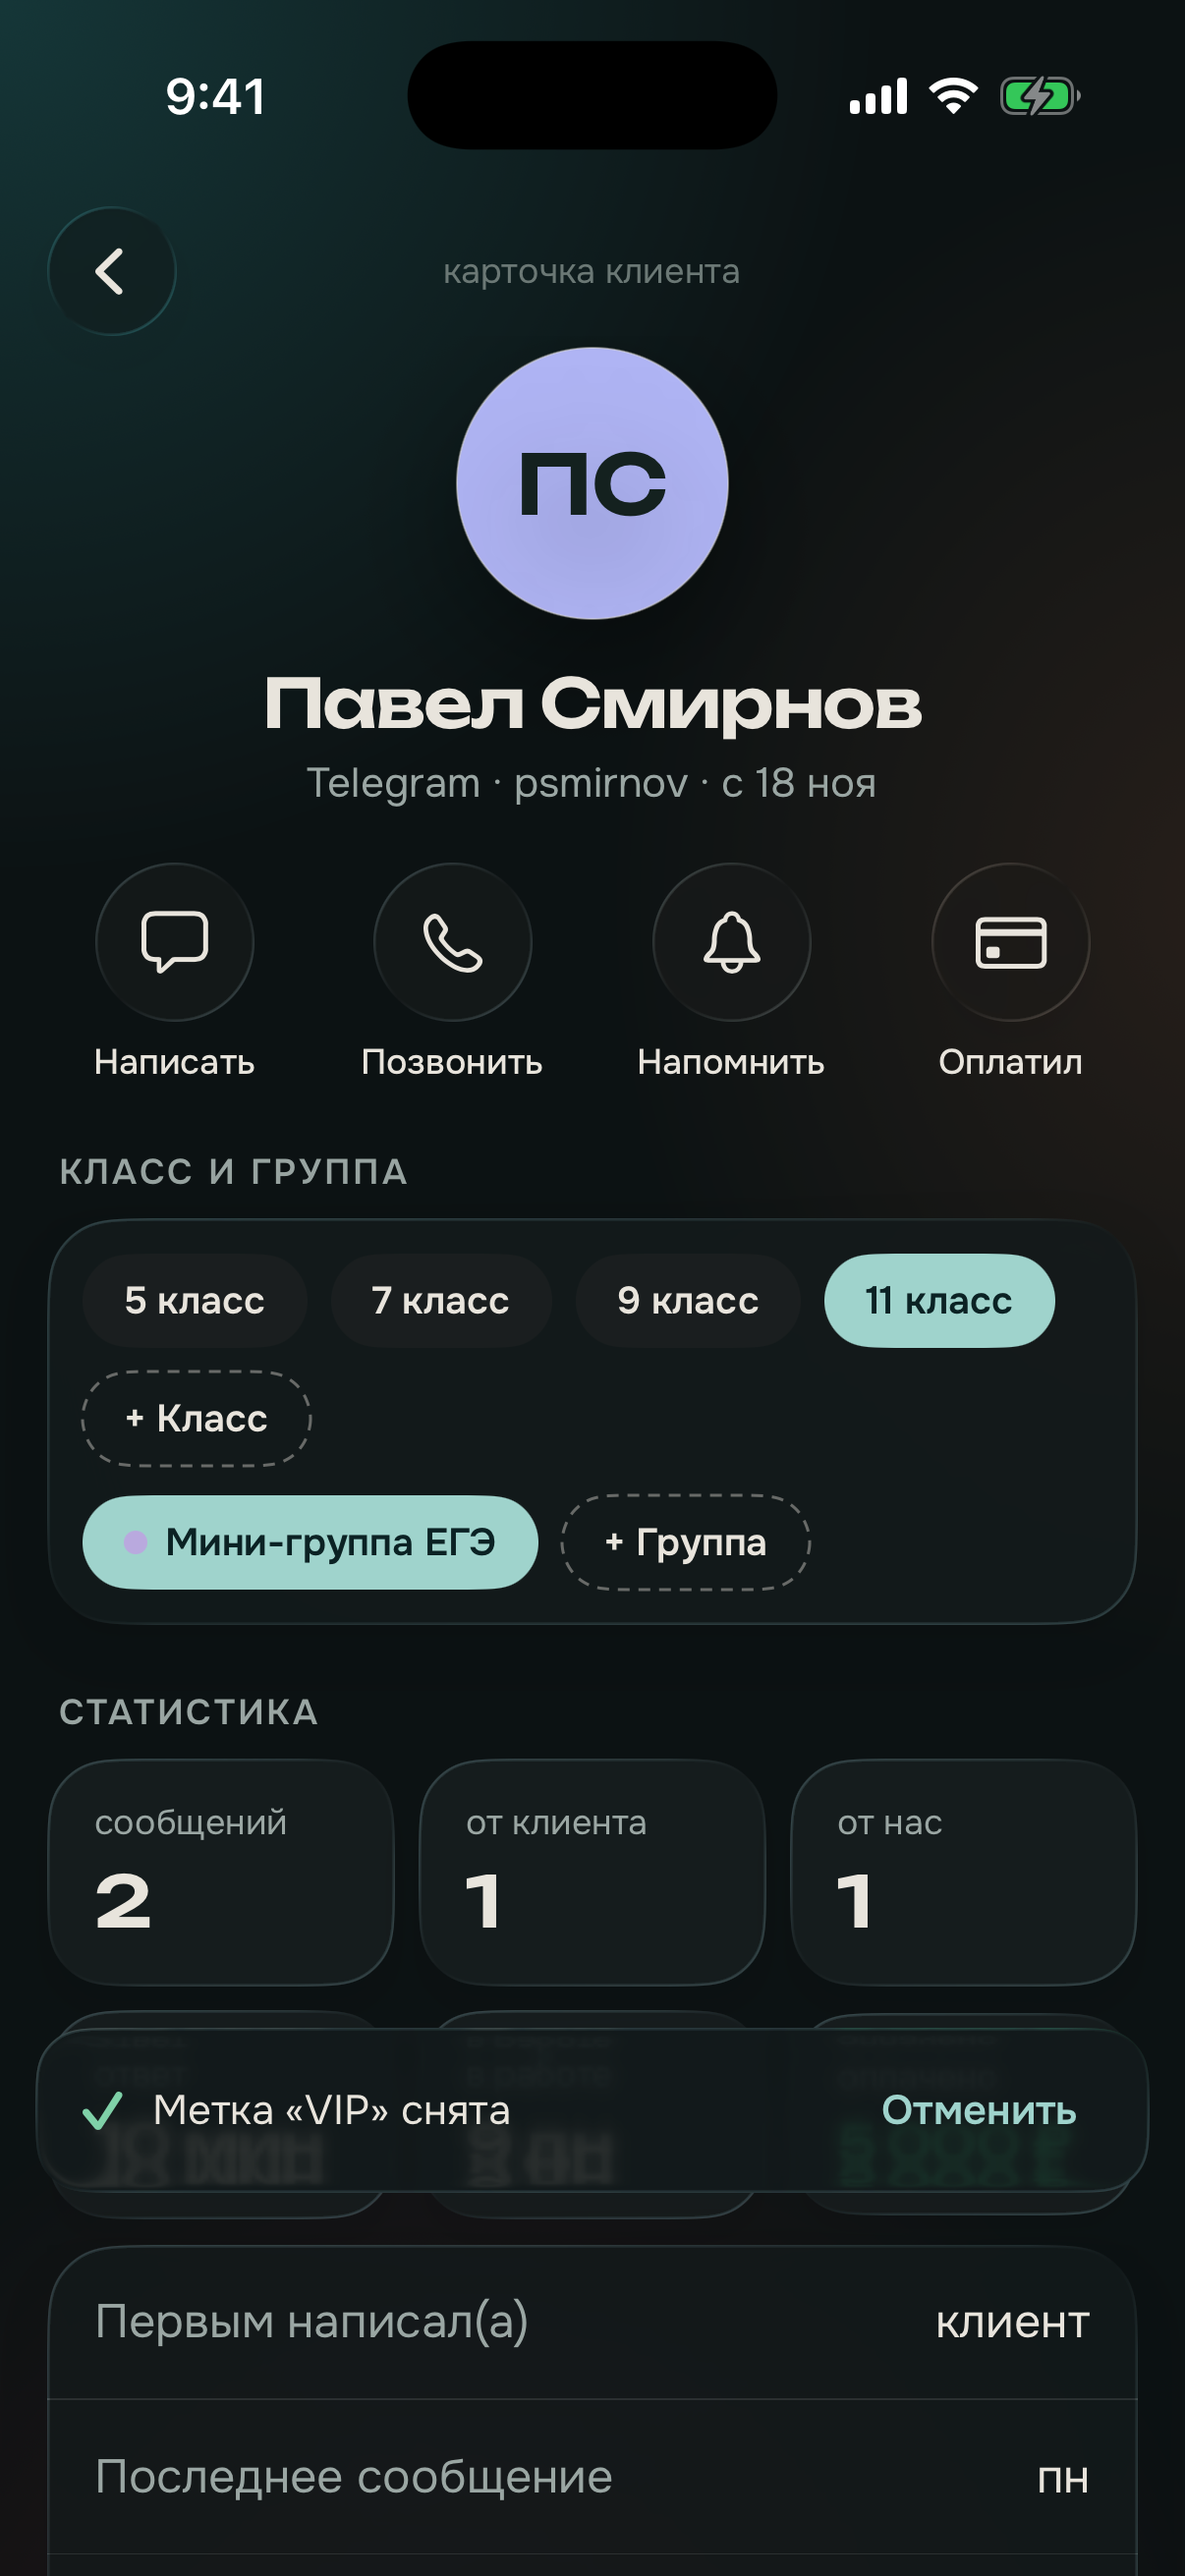 9:41
карточка клиента
ПС
Павел Смирнов
Telegram · psmirnov · с 18 ноя
Написать Позвонить Напомнить Оплатил
КЛАСС И ГРУППА
5 класс 7 класс 9 класс 11 класс
+ Класс
Мини-группа ЕГЭ + Группа
СТАТИСТИКА
сообщений от клиента от нас
2 1 1
Метка «VIP» снята Отменить
Первым написал(а) клиент
Последнее сообщение пн